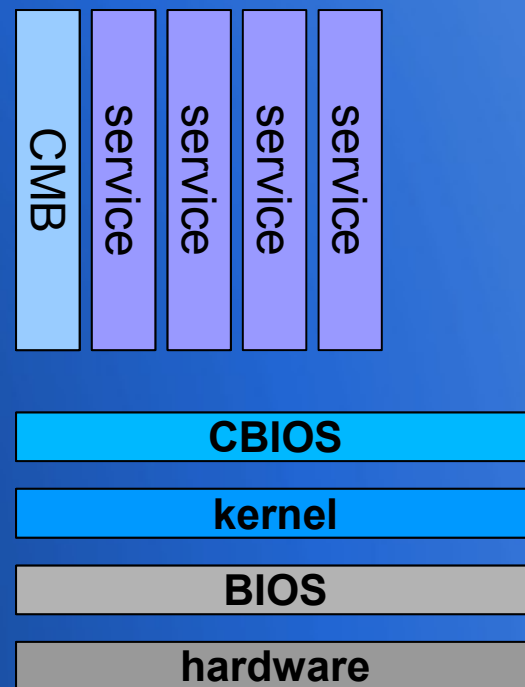 CMB
service
service
service
service
CBIOS
kernel
BIOS
hardware